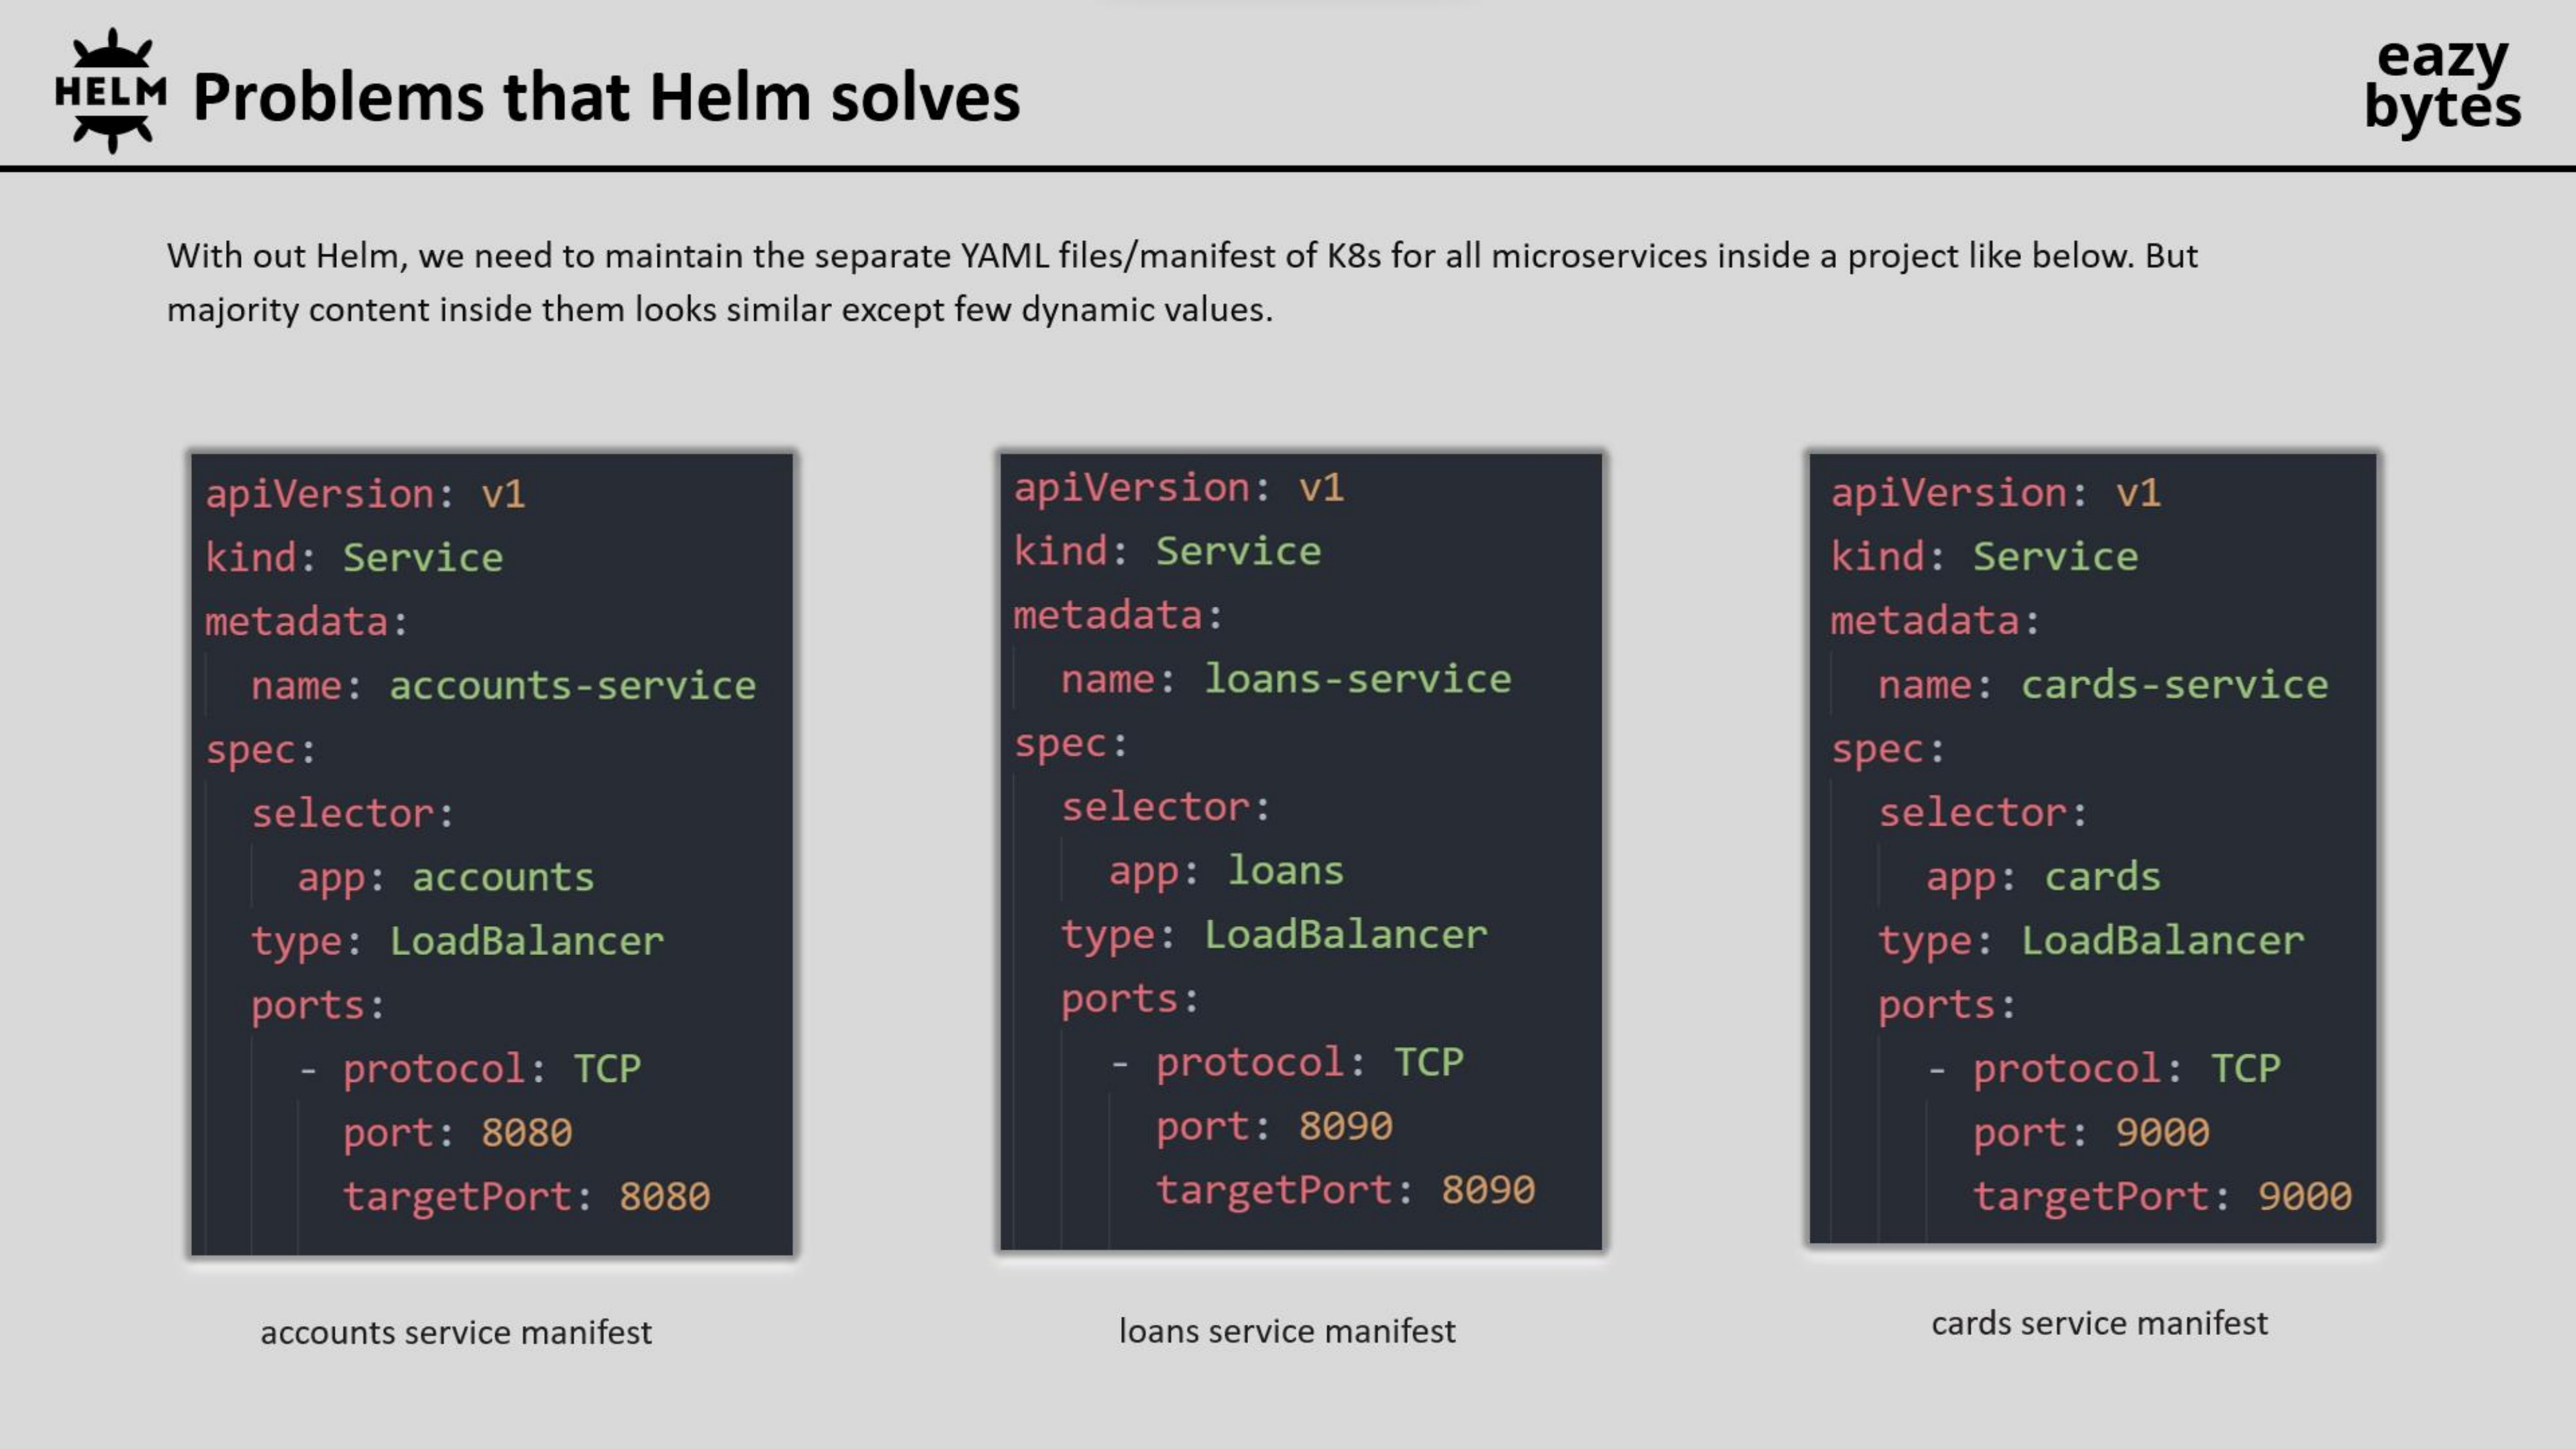 HELM
Problems that Helm solves
eazy
bytes
With out Helm, we need to maintain the separate YAML files/manifest of K8s for all microservices inside a project like below. But
majority content inside them looks similar except few dynamic values.
apiVersion: v1
kind: Service
metadata:
  name: accounts-service
spec:
  selector:
    app: accounts
  type: LoadBalancer
  ports:
    - protocol: TCP
      port: 8080
      targetPort: 8080
accounts service manifest
apiVersion: v1
kind: Service
metadata:
  name: loans-service
spec:
  selector:
    app: loans
  type: LoadBalancer
  ports:
    - protocol: TCP
      port: 8090
      targetPort: 8090
loans service manifest
apiVersion: v1
kind: Service
metadata:
  name: cards-service
spec:
  selector:
    app: cards
  type: LoadBalancer
  ports:
    - protocol: TCP
      port: 9000
      targetPort: 9000
cards service manifest